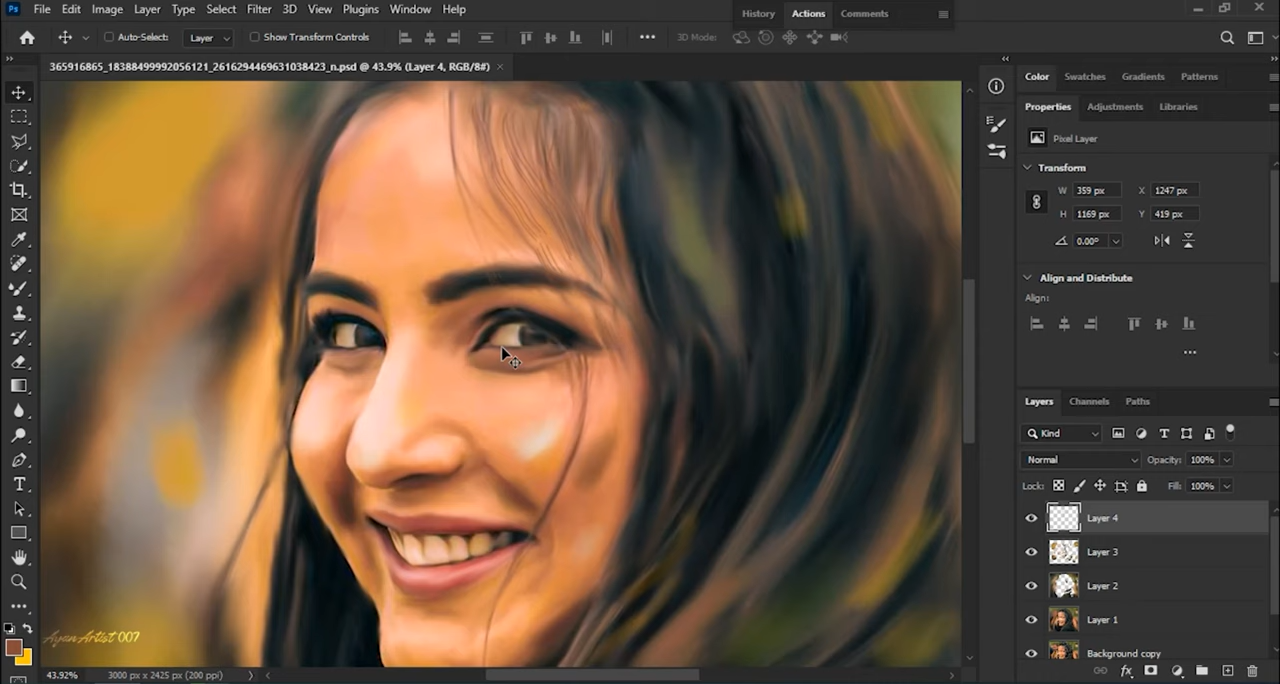 Ps File Edit Image Layer Type Select Filter 3D View Plugins Window Help
History Actions Comments
Auto-Select: Layer Show Transform Controls 3D Mode:
365916865_18388499992056121_2616294469631038423_n.psd @ 43.9% (Layer 4, RGB/8#)
Color Swatches Gradients Patterns
Properties Adjustments Libraries
Pixel Layer
Transform
W 359 px X 1247 px
H 1169 px Y 419 px
0.00°
Align and Distribute
Align:
Layers Channels Paths
Kind
Normal Opacity: 100%
Lock: Fill: 100%
Layer 4
Layer 3
Layer 2
Layer 1
Background copy
Ayan Artist 007
43.92% 3000 px x 2425 px (200 ppi)